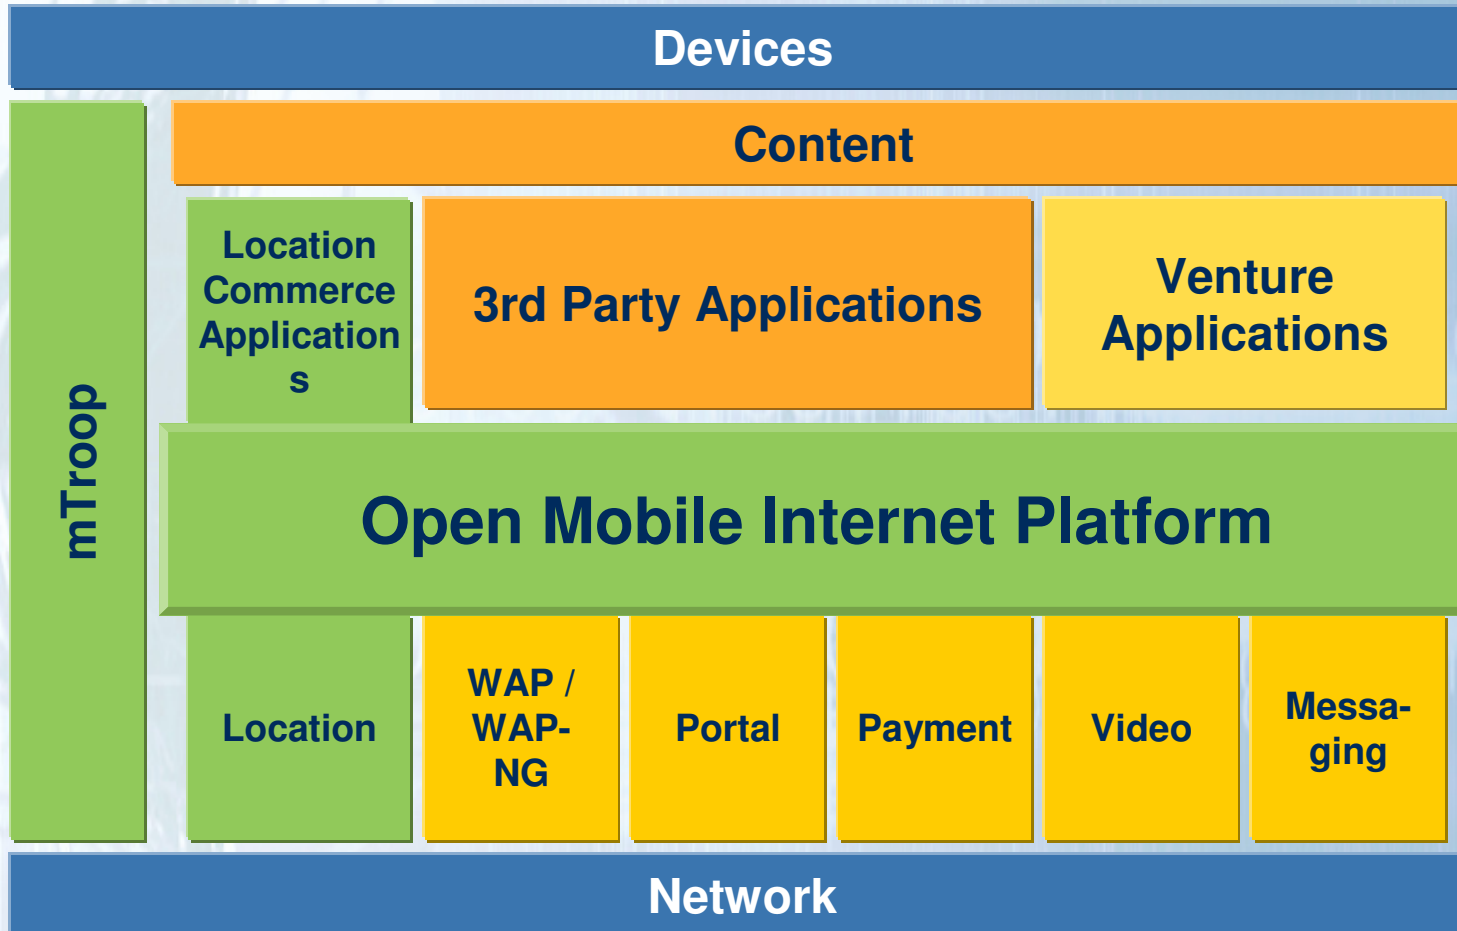 Devices
Content
Location
Commerce
Application
s
3rd Party Applications
Venture
Applications
mTroop
Open Mobile Internet Platform
Location
WAP /
WAP-
NG
Portal
Payment
Video
Messa-
ging
Network